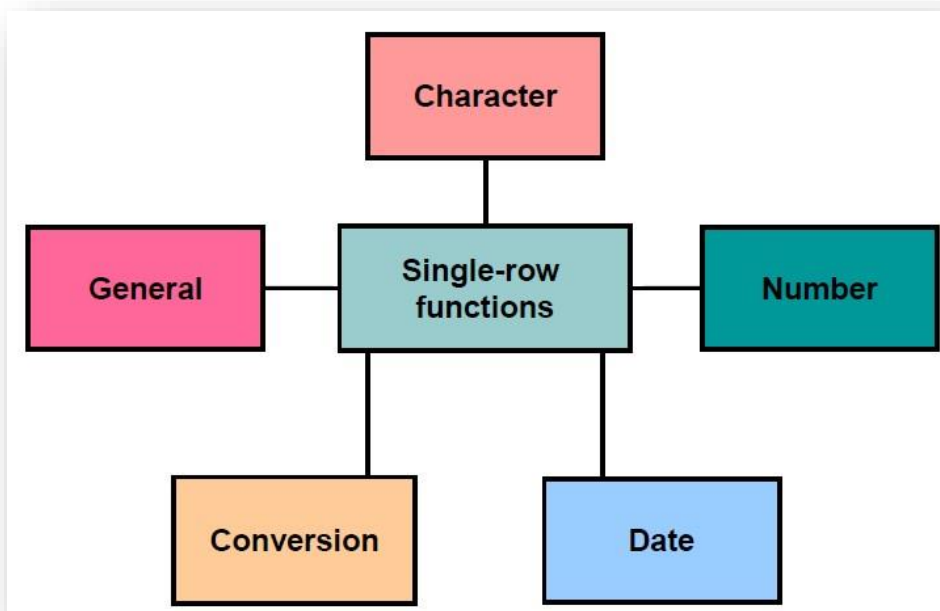 Character
General
Single-row
functions
Number
Conversion
Date